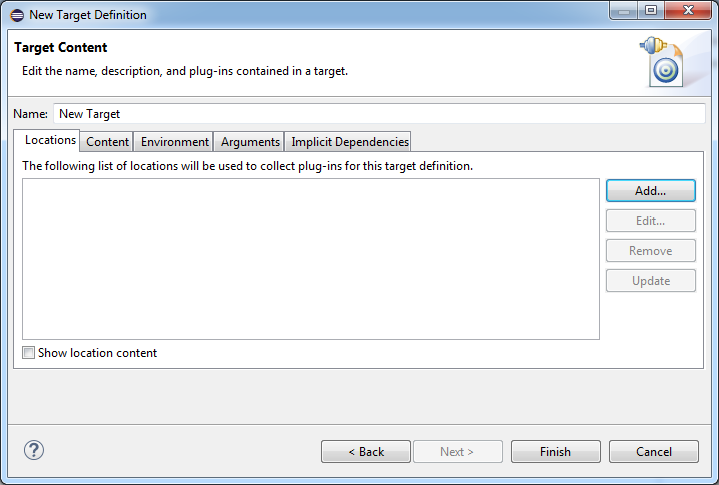 New Target Definition
Target Content
Edit the name, description, and plug-ins contained in a target.
Name: New Target
Locations Content Environment Arguments Implicit Dependencies
The following list of locations will be used to collect plug-ins for this target definition.
Add...
Edit...
Remove
Update
Show location content
? < Back Next > Finish Cancel